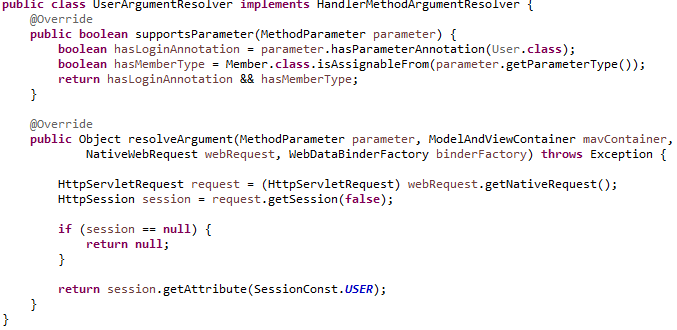 public class UserArgumentResolver implements HandlerMethodArgumentResolver {
@Override
public boolean supportsParameter(MethodParameter parameter) {
boolean hasLoginAnnotation = parameter.hasParameterAnnotation(User.class);
boolean hasMemberType = Member.class.isAssignableFrom(parameter.getParameterType());
return hasLoginAnnotation && hasMemberType;
}
@Override
public Object resolveArgument(MethodParameter parameter, ModelAndViewContainer mavContainer,
NativeWebRequest webRequest, WebDataBinderFactory binderFactory) throws Exception {
HttpServletRequest request = (HttpServletRequest) webRequest.getNativeRequest();
HttpSession session = request.getSession(false);
if (session == null) {
return null;
}
return session.getAttribute(SessionConst.USER);
}
}